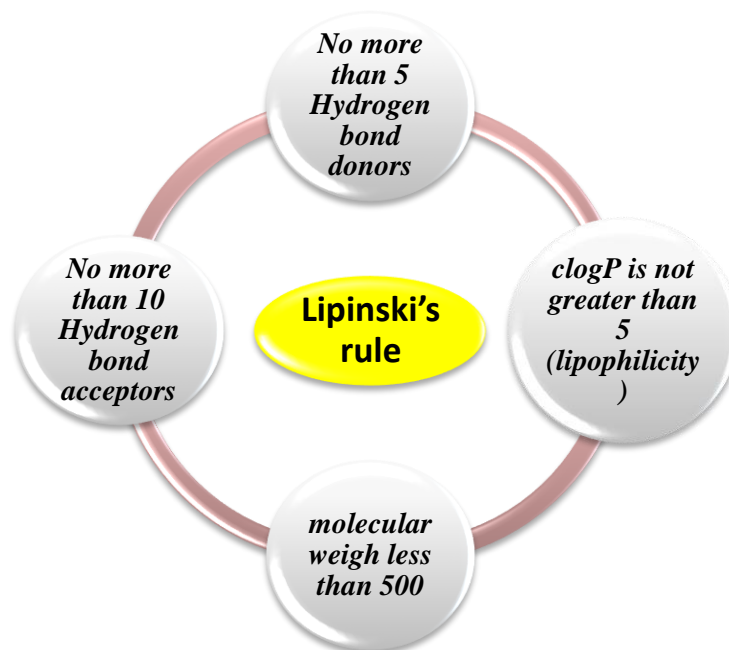 No more
than 5
Hydrogen
bond
donors
No more
than 10
Hydrogen
bond
acceptors
Lipinski's
rule
clogP is not
greater than
5
(lipophilicity
)
molecular
weigh less
than 500